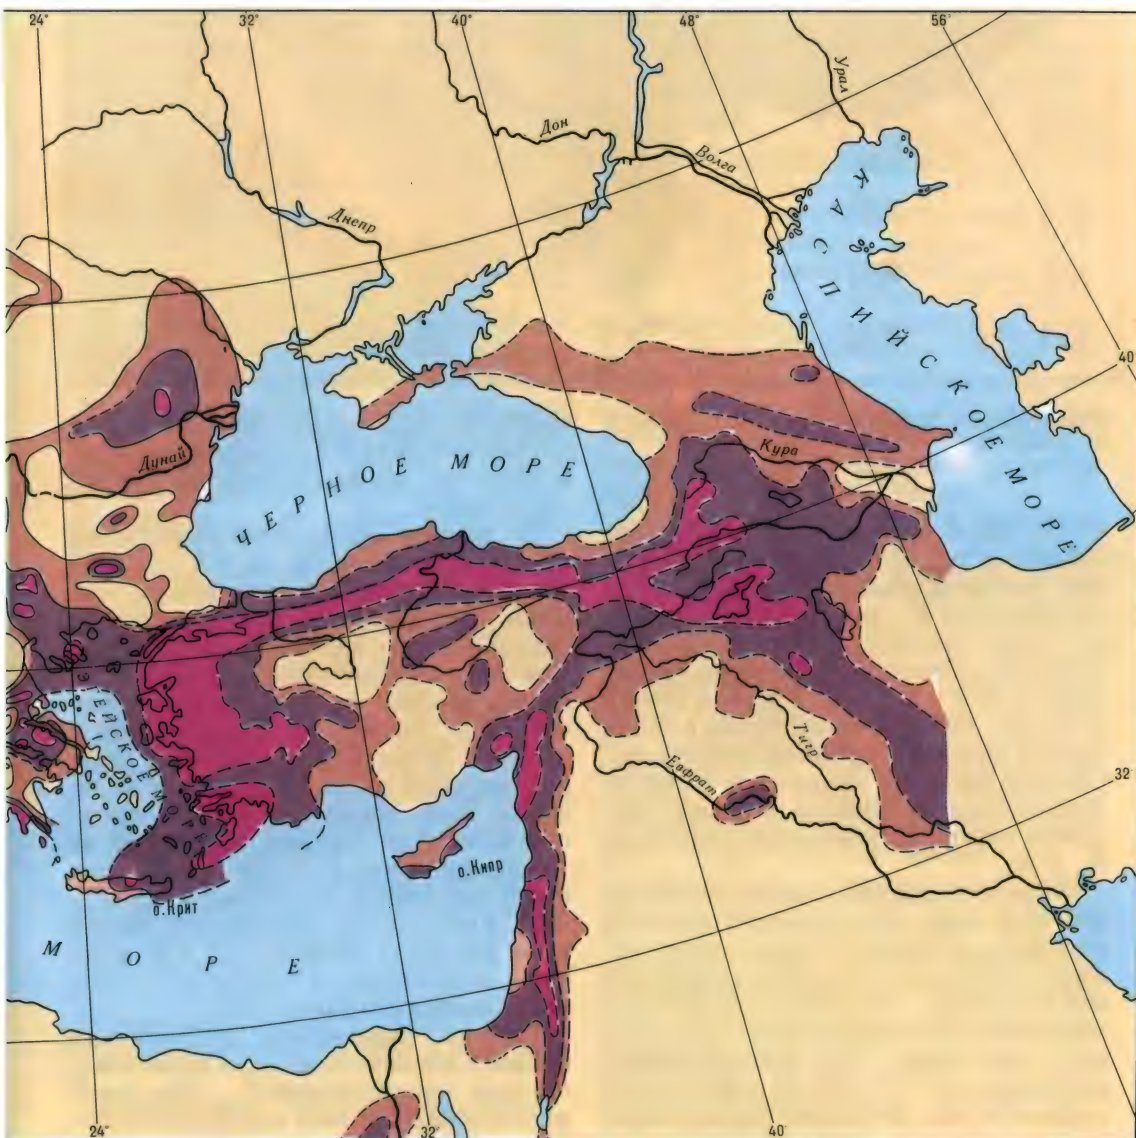 24°
32°
40°
48°
56°
Урал
Дон
Волга
Днепр
КАСПИЙСКОЕ МОРЕ
40
Дунай
ЧЕРНОЕ МОРЕ
Кура
ЭГЕЙСКОЕ МОРЕ
Тигр
Евфрат
32°
о.Кипр
о.Крит
МОРЕ
24°
32°
40°